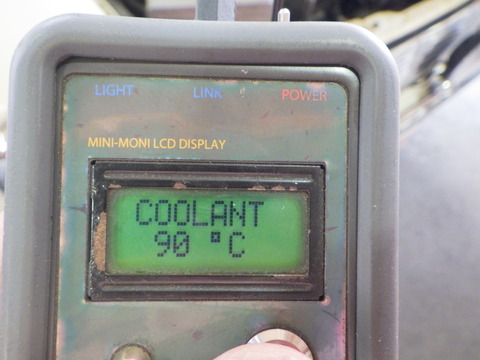 LIGHT LINK POWER
MINI-MONI LCD DISPLAY
COOLANT
90 °C